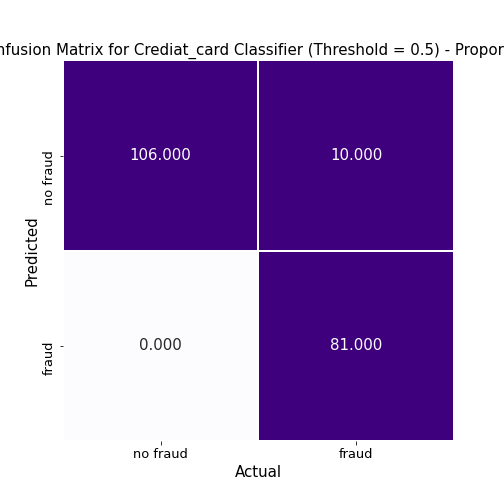 nfusion Matrix for Crediat_card Classifier (Threshold = 0.5) - Propor
106.000 10.000
no fraud
Predicted
0.000 81.000
fraud
no fraud fraud
Actual